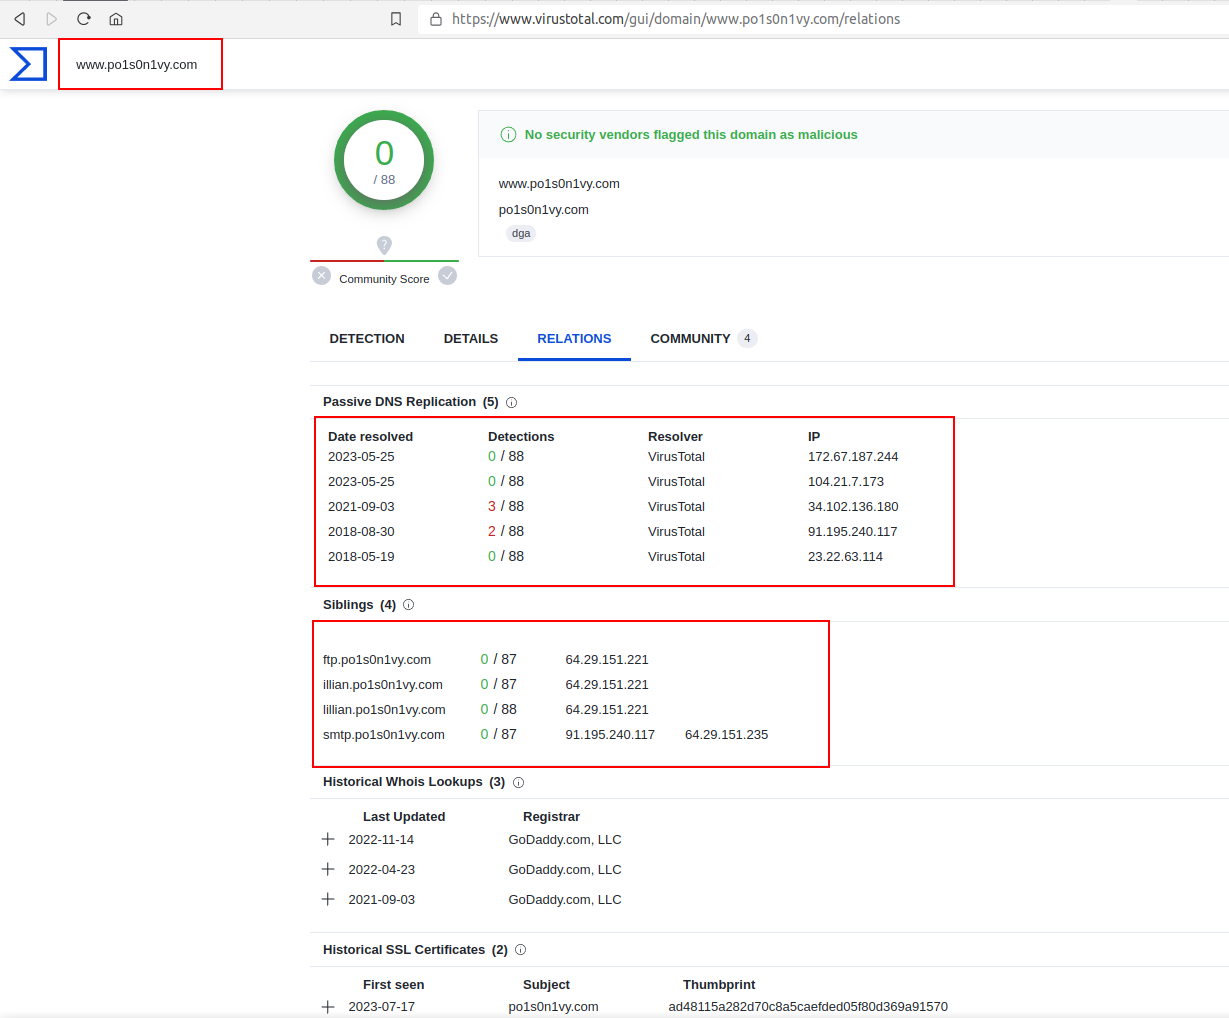 https://www.virustotal.com/gui/domain/www.po1s0n1vy.com/relations
www.po1s0n1vy.com
0
/ 88
?
Community Score
No security vendors flagged this domain as malicious
www.po1s0n1vy.com
po1s0n1vy.com
dga
DETECTION DETAILS RELATIONS COMMUNITY 4
Passive DNS Replication (5)
Date resolved Detections Resolver IP
2023-05-25 0 / 88 VirusTotal 172.67.187.244
2023-05-25 0 / 88 VirusTotal 104.21.7.173
2021-09-03 3 / 88 VirusTotal 34.102.136.180
2018-08-30 2 / 88 VirusTotal 91.195.240.117
2018-05-19 0 / 88 VirusTotal 23.22.63.114
Siblings (4)
ftp.po1s0n1vy.com 0 / 87 64.29.151.221
illian.po1s0n1vy.com 0 / 87 64.29.151.221
lillian.po1s0n1vy.com 0 / 88 64.29.151.221
smtp.po1s0n1vy.com 0 / 87 91.195.240.117 64.29.151.235
Historical Whois Lookups (3)
Last Updated Registrar
2022-11-14 GoDaddy.com, LLC
2022-04-23 GoDaddy.com, LLC
2021-09-03 GoDaddy.com, LLC
Historical SSL Certificates (2)
First seen Subject Thumbprint
2023-07-17 po1s0n1vy.com ad48115a282d70c8a5caefded05f80d369a91570